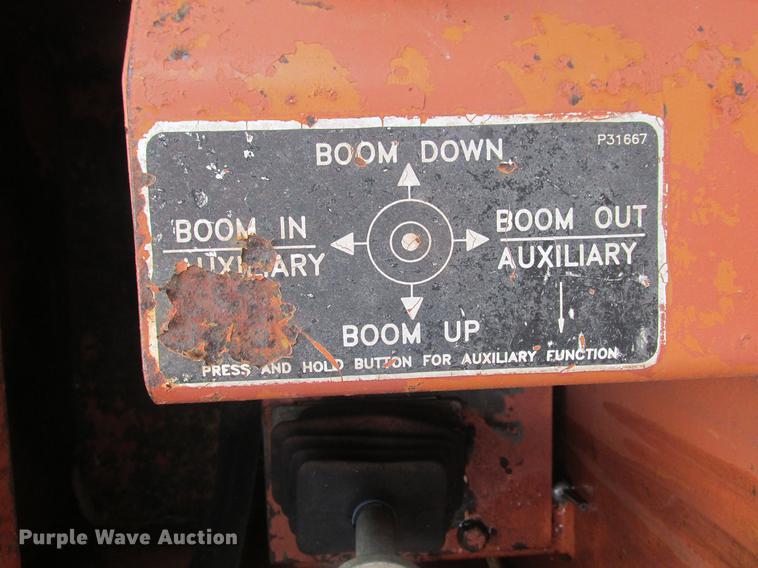 P31667
BOOM DOWN
BOOM IN
BOOM OUT
AUXILIARY
AUXILIARY
BOOM UP
PRESS AND HOLD BUTTON FOR AUXILIARY FUNCTION
Purple Wave Auction